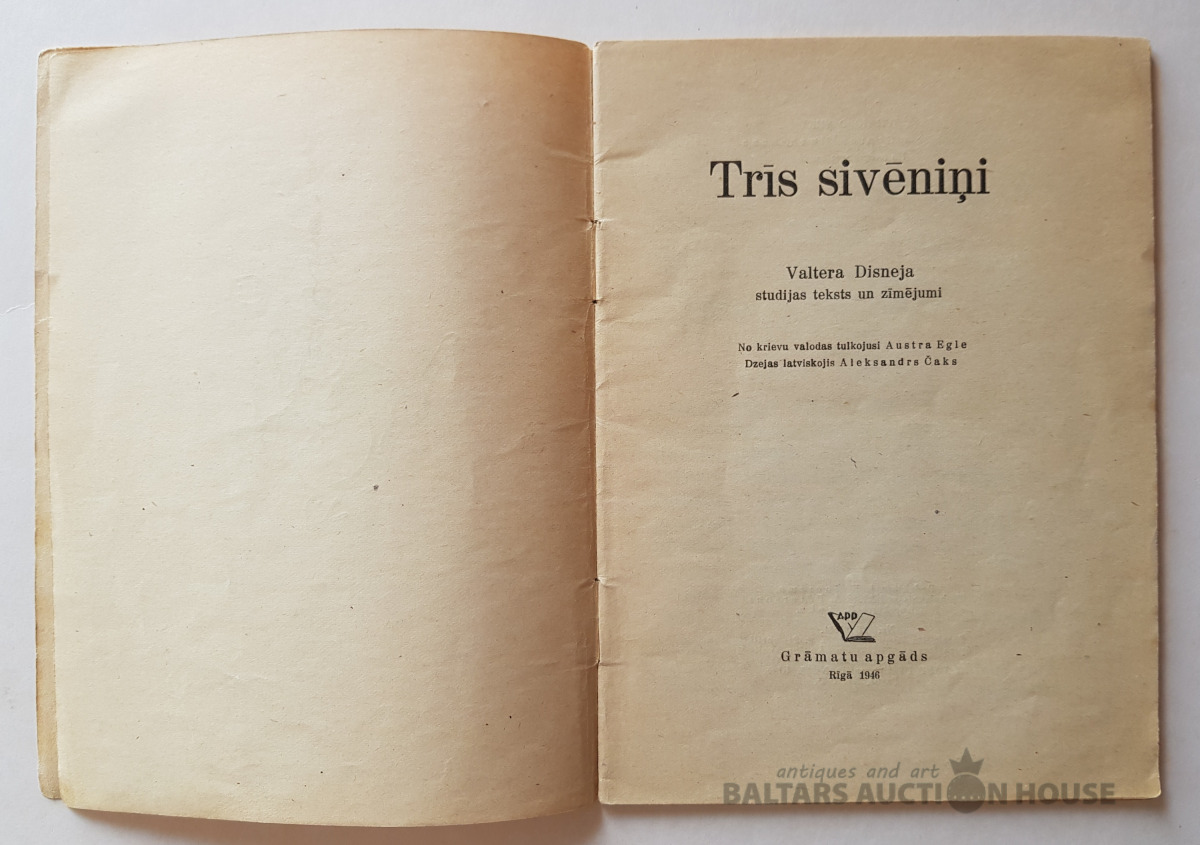 Trīs sivēniņi
Valtera Disneja
studijas teksts un zīmējumi
No krievu valodas tulkojusi Austra Egle
Dzejas latviskojis Aleksandrs Čaks
APP
Grāmatu apgāds
Rīgā 1946
antiques and art
BALTARS AUCTION HOUSE